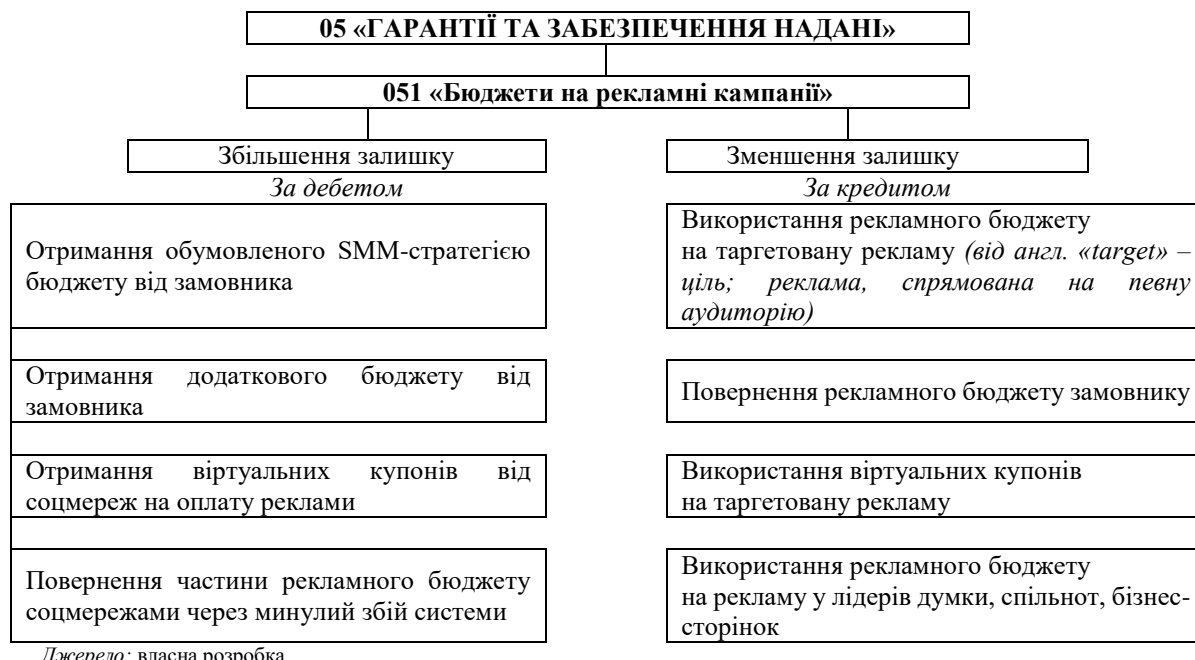 05 «ГАРАНТІЇ ТА ЗАБЕЗПЕЧЕННЯ НАДАНІ»
051 «Бюджети на рекламні кампанії»
Збільшення залишку
За дебетом
Отримання обумовленого SMM-стратегією
бюджету від замовника
Отримання додаткового бюджету від
замовника
Отримання віртуальних купонів від
соцмереж на оплату реклами
Повернення частини рекламного бюджету
соцмережами через минулий збій системи
Зменшення залишку
За кредитом
Використання рекламного бюджету
на таргетовану рекламу (від англ. «target» –
ціль; реклама, спрямована на певну
аудиторію)
Повернення рекламного бюджету замовнику
Використання віртуальних купонів
на таргетовану рекламу
Використання рекламного бюджету
на рекламу у лідерів думки, спільнот, бізнес-
сторінок
Джерело: власна розробка